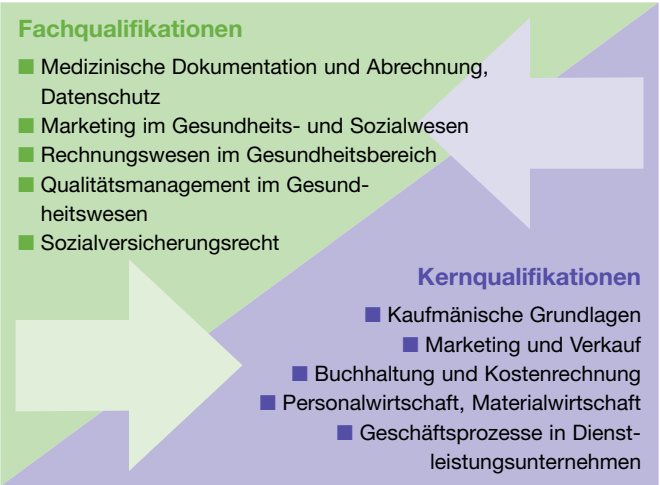 Fachqualifikationen
■ Medizinische Dokumentation und Abrechnung,
Datenschutz
■ Marketing im Gesundheits- und Sozialwesen
■ Rechnungswesen im Gesundheitsbereich
■ Qualitätsmanagement im Gesund-
heitswesen
■ Sozialversicherungsrecht
Kernqualifikationen
■ Kaufmänische Grundlagen
■ Marketing und Verkauf
■ Buchhaltung und Kostenrechnung
■ Personalwirtschaft, Materialwirtschaft
■ Geschäftsprozesse in Dienst-
leistungsunternehmen